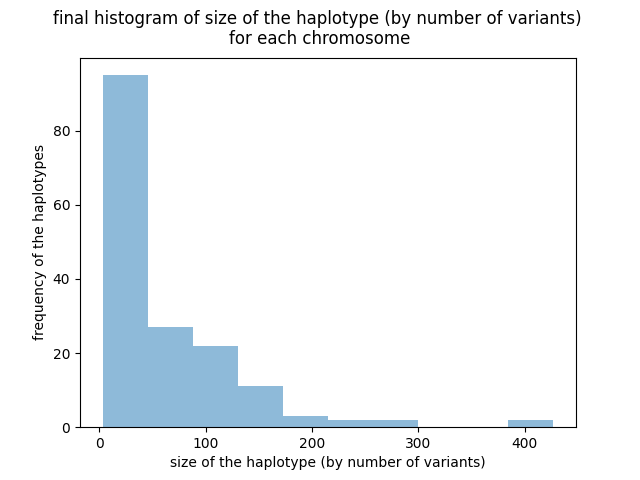 final histogram of size of the haplotype (by number of variants)
for each chromosome
frequency of the haplotypes
80
60
40
20
0
0 100 200 300 400
size of the haplotype (by number of variants)